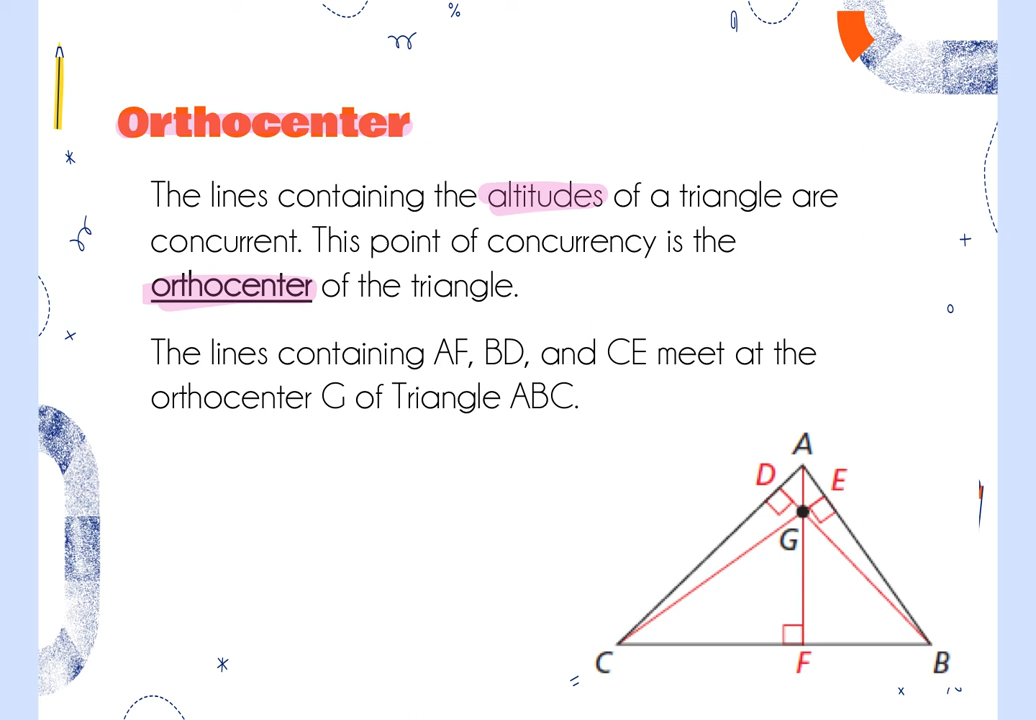 Orthocenter
The lines containing the altitudes of a triangle are
concurrent. This point of concurrency is the
orthocenter of the triangle.
The lines containing AF, BD, and CE meet at the
orthocenter G of Triangle ABC.
A
D E
G
C F B